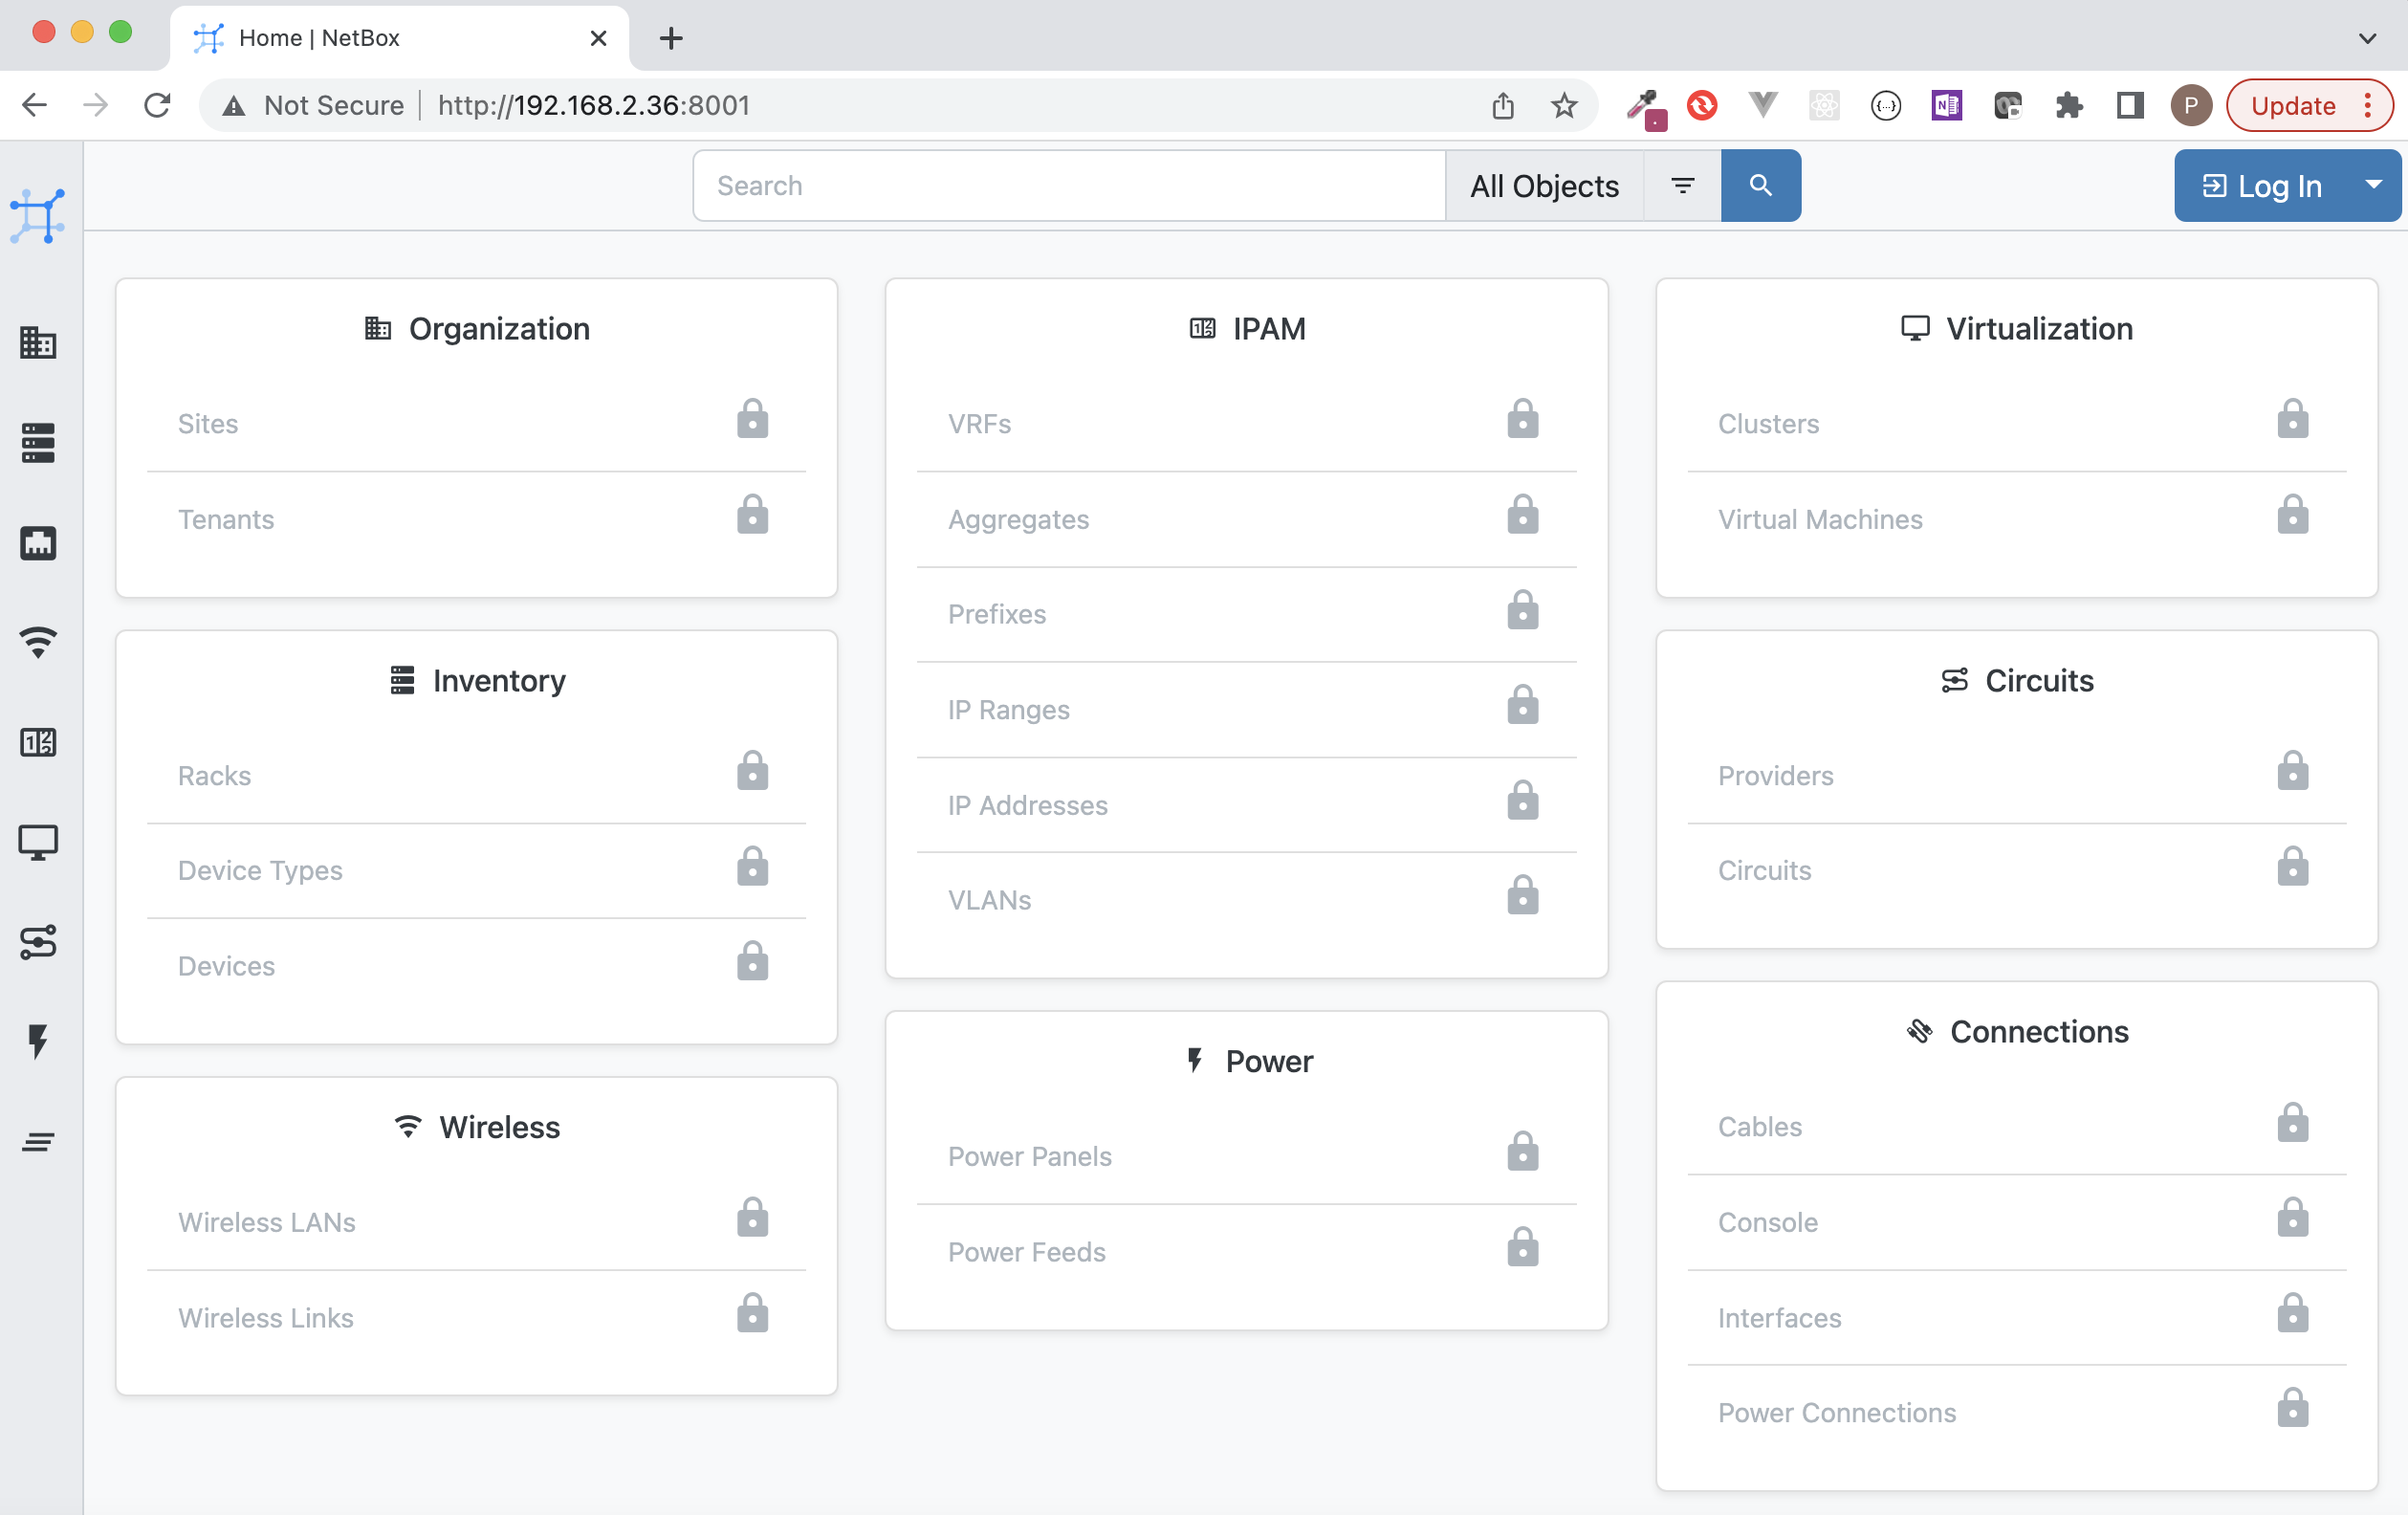 Home | NetBox
Not Secure | http://192.168.2.36:8001
P
Update
Search
All Objects
Log In
Organization
Sites
Tenants
Inventory
Racks
Device Types
Devices
Wireless
Wireless LANs
Wireless Links
IPAM
VRFs
Aggregates
Prefixes
IP Ranges
IP Addresses
VLANs
Power
Power Panels
Power Feeds
Virtualization
Clusters
Virtual Machines
Circuits
Providers
Circuits
Connections
Cables
Console
Interfaces
Power Connections